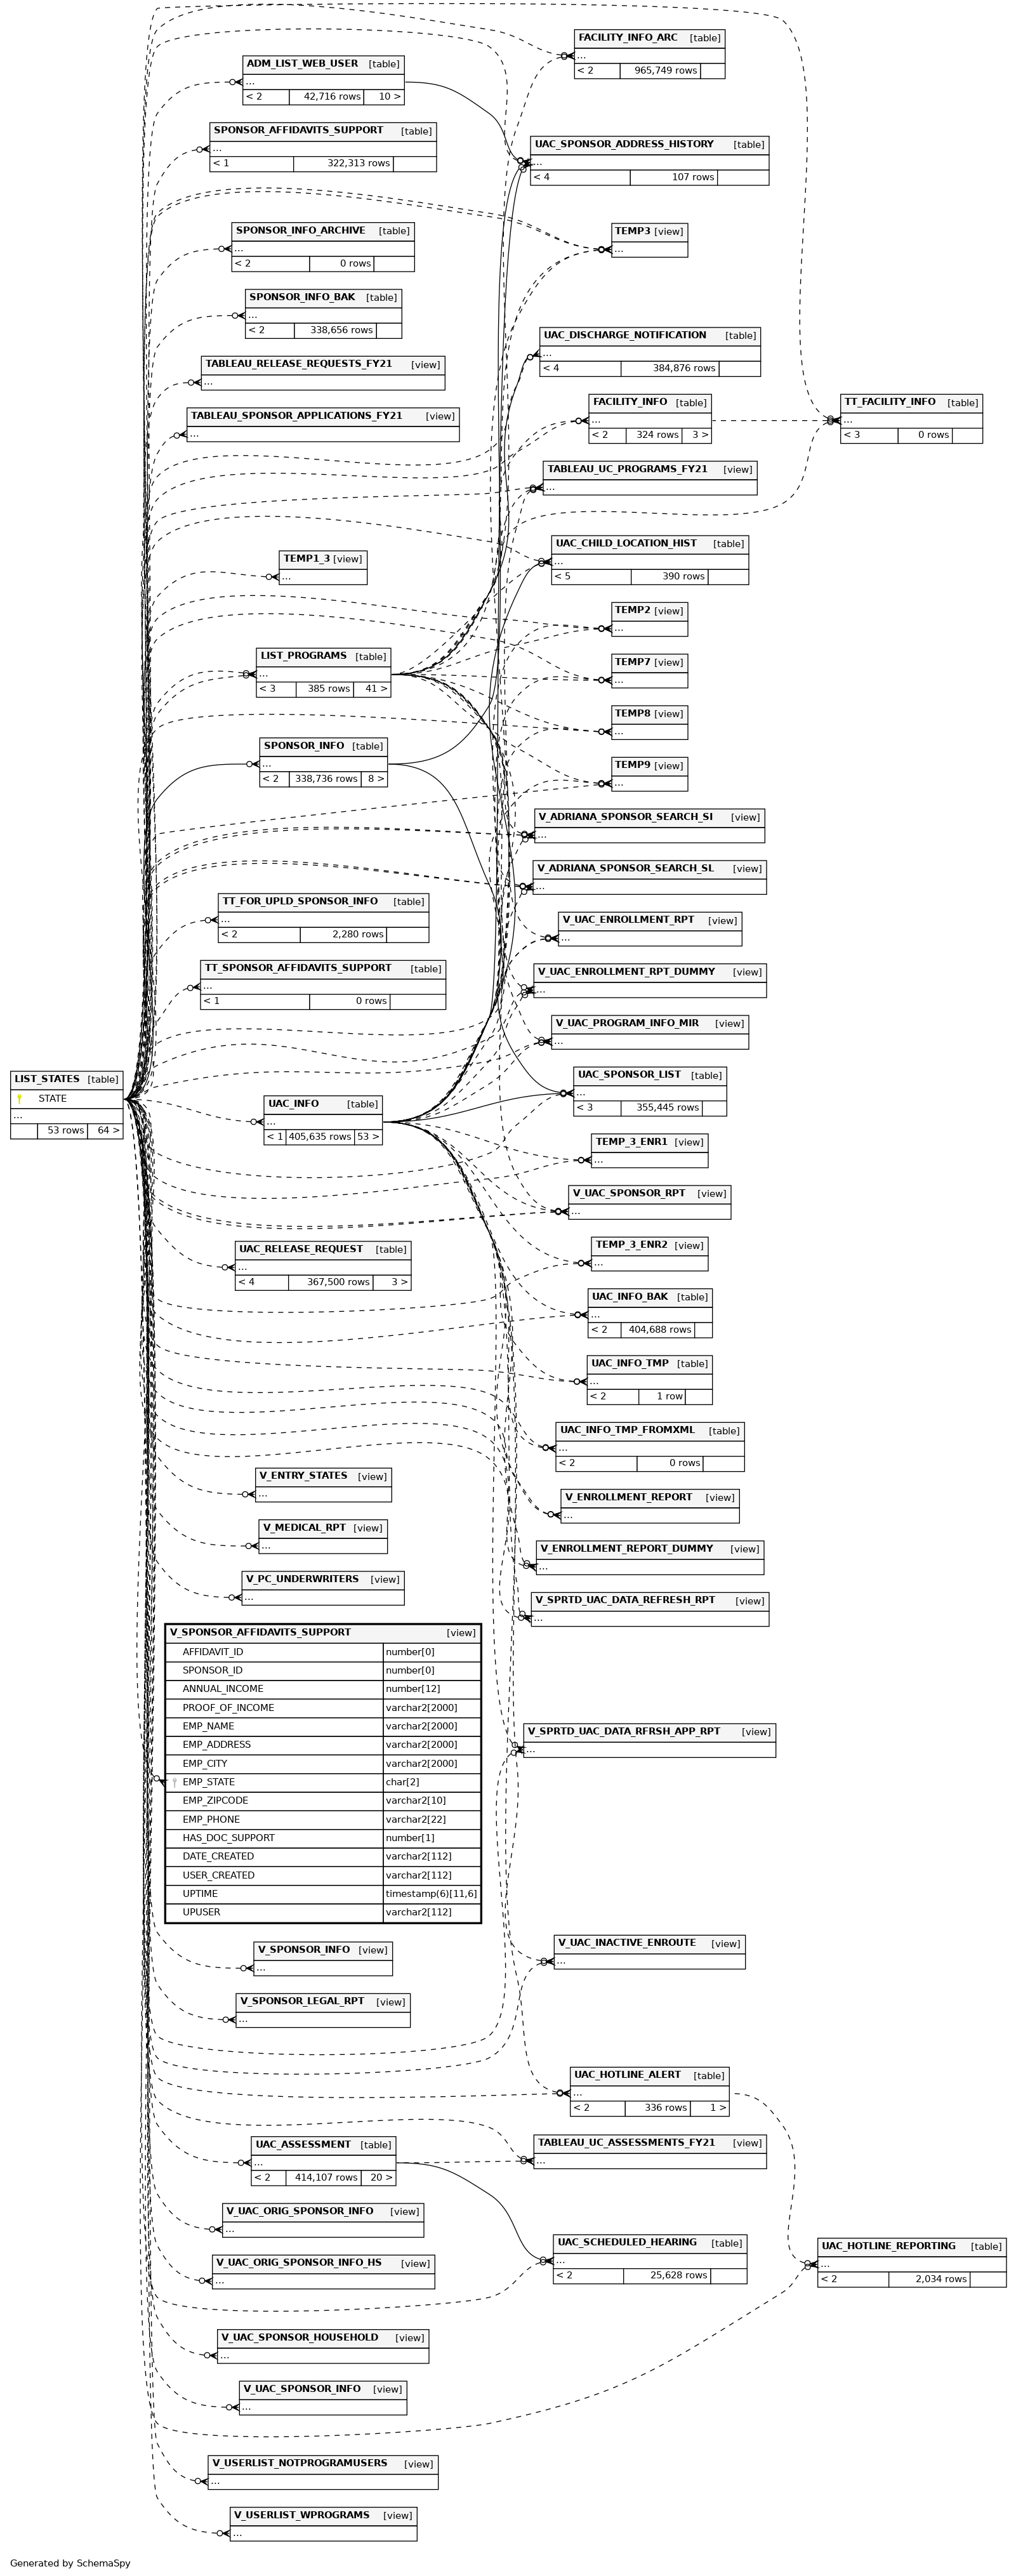 FACILITY_INFO_ARC [table]
...
< 2 965,749 rows
ADM_LIST_WEB_USER [table]
...
< 2 42,716 rows 10 >
SPONSOR_AFFIDAVITS_SUPPORT [table]
...
< 1 322,313 rows
UAC_SPONSOR_ADDRESS_HISTORY [table]
...
< 4 107 rows
SPONSOR_INFO_ARCHIVE [table]
...
< 2 0 rows
TEMP3 [view]
...
SPONSOR_INFO_BAK [table]
...
< 2 338,656 rows
UAC_DISCHARGE_NOTIFICATION [table]
...
< 4 384,876 rows
TABLEAU_RELEASE_REQUESTS_FY21 [view]
...
FACILITY_INFO [table]
...
< 2 324 rows 3 >
TT_FACILITY_INFO [table]
...
< 3 0 rows
TABLEAU_SPONSOR_APPLICATIONS_FY21 [view]
...
TABLEAU_UC_PROGRAMS_FY21 [view]
...
UAC_CHILD_LOCATION_HIST [table]
...
< 5 390 rows
TEMP1_3 [view]
...
TEMP2 [view]
...
LIST_PROGRAMS [table]
...
< 3 385 rows 41 >
TEMP7 [view]
...
TEMP8 [view]
...
SPONSOR_INFO [table]
...
< 2 338,736 rows 8 >
TEMP9 [view]
...
V_ADRIANA_SPONSOR_SEARCH_SI [view]
...
V_ADRIANA_SPONSOR_SEARCH_SL [view]
...
TT_FOR_UPLD_SPONSOR_INFO [table]
...
< 2 2,280 rows
V_UAC_ENROLLMENT_RPT [view]
...
TT_SPONSOR_AFFIDAVITS_SUPPORT [table]
...
< 1 0 rows
V_UAC_ENROLLMENT_RPT_DUMMY [view]
...
V_UAC_PROGRAM_INFO_MIR [view]
...
LIST_STATES [table]
STATE
...
53 rows 64 >
UAC_SPONSOR_LIST [table]
...
< 3 355,445 rows
UAC_INFO [table]
...
< 1 405,635 rows 53 >
TEMP_3_ENR1 [view]
...
V_UAC_SPONSOR_RPT [view]
...
UAC_RELEASE_REQUEST [table]
...
< 4 367,500 rows 3 >
TEMP_3_ENR2 [view]
...
UAC_INFO_BAK [table]
...
< 2 404,688 rows
UAC_INFO_TMP [table]
...
< 2 1 row
UAC_INFO_TMP_FROMXML [table]
...
< 2 0 rows
V_ENTRY_STATES [view]
...
V_ENROLLMENT_REPORT [view]
...
V_MEDICAL_RPT [view]
...
V_ENROLLMENT_REPORT_DUMMY [view]
...
V_PC_UNDERWRITERS [view]
...
V_SPRTD_UAC_DATA_REFRESH_RPT [view]
...
V_SPONSOR_AFFIDAVITS_SUPPORT [view]
AFFIDAVIT_ID number[0]
SPONSOR_ID number[0]
ANNUAL_INCOME number[12]
PROOF_OF_INCOME varchar2[2000]
EMP_NAME varchar2[2000]
EMP_ADDRESS varchar2[2000]
EMP_CITY varchar2[2000]
EMP_STATE char[2]
EMP_ZIPCODE varchar2[10]
EMP_PHONE varchar2[22]
HAS_DOC_SUPPORT number[1]
DATE_CREATED varchar2[112]
USER_CREATED varchar2[112]
UPTIME timestamp(6)[11,6]
UPUSER varchar2[112]
V_SPRTD_UAC_DATA_RFRSH_APP_RPT [view]
...
V_UAC_INACTIVE_ENROUTE [view]
...
V_SPONSOR_INFO [view]
...
V_SPONSOR_LEGAL_RPT [view]
...
UAC_HOTLINE_ALERT [table]
...
< 2 336 rows 1 >
UAC_ASSESSMENT [table]
...
< 2 414,107 rows 20 >
TABLEAU_UC_ASSESSMENTS_FY21 [view]
...
V_UAC_ORIG_SPONSOR_INFO [view]
...
UAC_SCHEDULED_HEARING [table]
...
< 2 25,628 rows
UAC_HOTLINE_REPORTING [table]
...
< 2 2,034 rows
V_UAC_ORIG_SPONSOR_INFO_HS [view]
...
V_UAC_SPONSOR_HOUSEHOLD [view]
...
V_UAC_SPONSOR_INFO [view]
...
V_USERLIST_NOTPROGRAMUSERS [view]
...
V_USERLIST_WPROGRAMS [view]
...
Generated by SchemaSpy